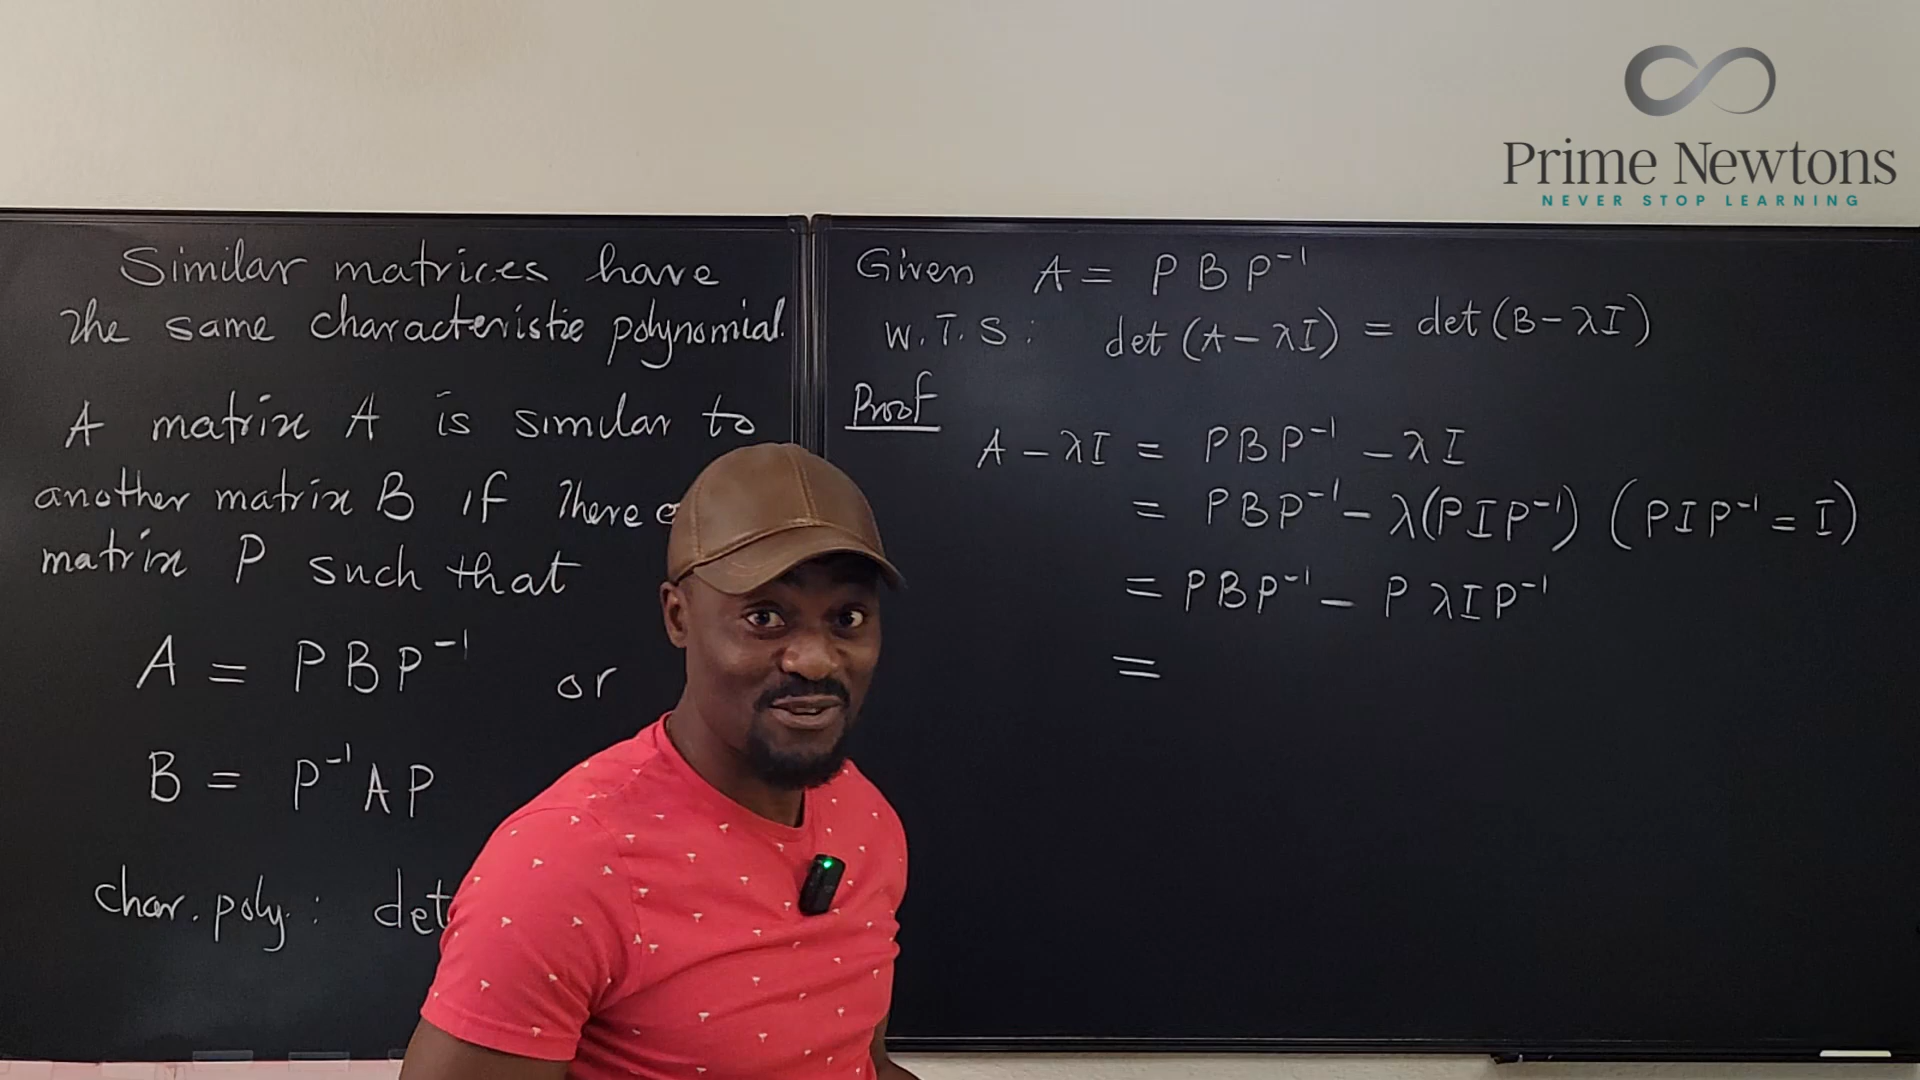 Prime Newtons
NEVER STOP LEARNING
Similar matrices have
the same characteristic polynomial.
A matrix A is similar to
another matrix B if there
matrix P such that
A = PBP⁻¹ or
B = P⁻¹AP
char. poly. : det
Given A = PBP⁻¹
W.T.S : det (A - λI) = det (B - λI)
Proof
A - λI = PBP⁻¹ - λI
= PBP⁻¹ - λ(PIP⁻¹) (PIP⁻¹ = I)
= PBP⁻¹ - PλIP⁻¹
=